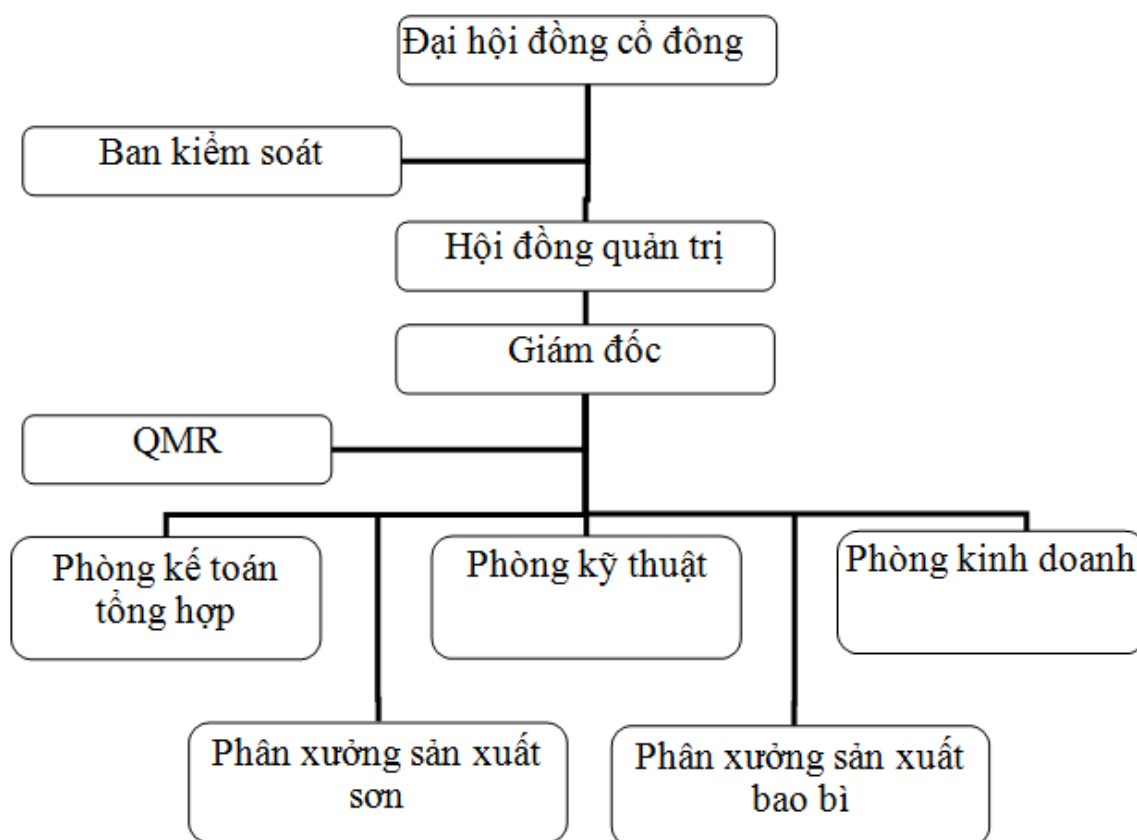 Đại hội đồng cổ đông
Ban kiểm soát
Hội đồng quản trị
Giám đốc
QMR
Phòng kế toán
tổng hợp
Phòng kỹ thuật
Phòng kinh doanh
Phân xưởng sản xuất
sơn
Phân xưởng sản xuất
bao bì